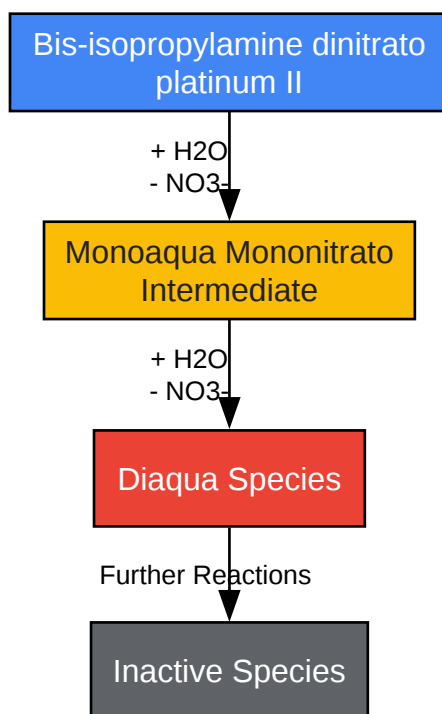 Bis-isopropylamine dinitrato
platinum II
+ H2O
- NO3-
Monoaqua Mononitrato
Intermediate
+ H2O
- NO3-
Diaqua Species
Further Reactions
Inactive Species